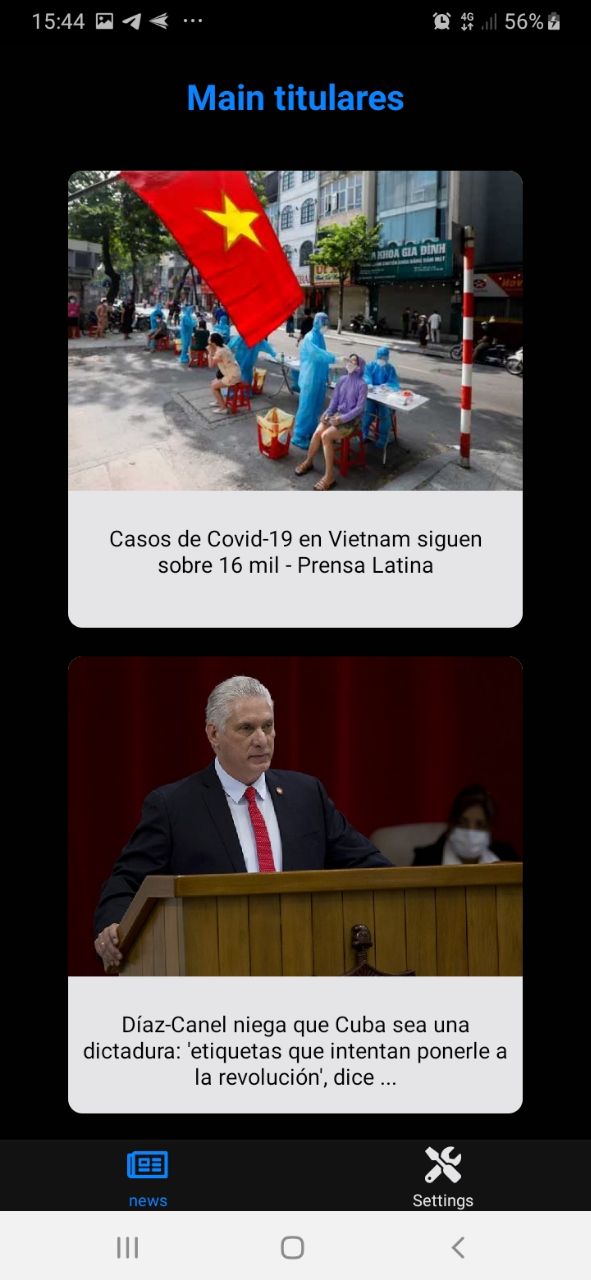 15:44
4G
56%
Main titulares
KHOA GIA ĐÌNH
Casos de Covid-19 en Vietnam siguen
sobre 16 mil - Prensa Latina
Díaz-Canel niega que Cuba sea una
dictadura: 'etiquetas que intentan ponerle a
la revolución', dice ...
news
Settings